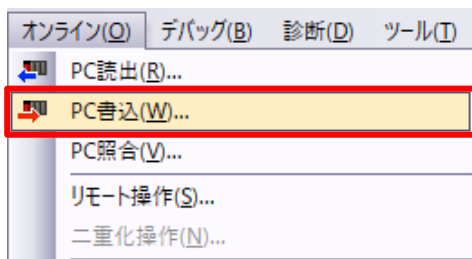 オンライン(O) デバッグ(B) 診断(D) ツール(T)
PC読出(R)...
PC書込(W)...
PC照合(V)...
リモート操作(S)...
二重化操作(N)...